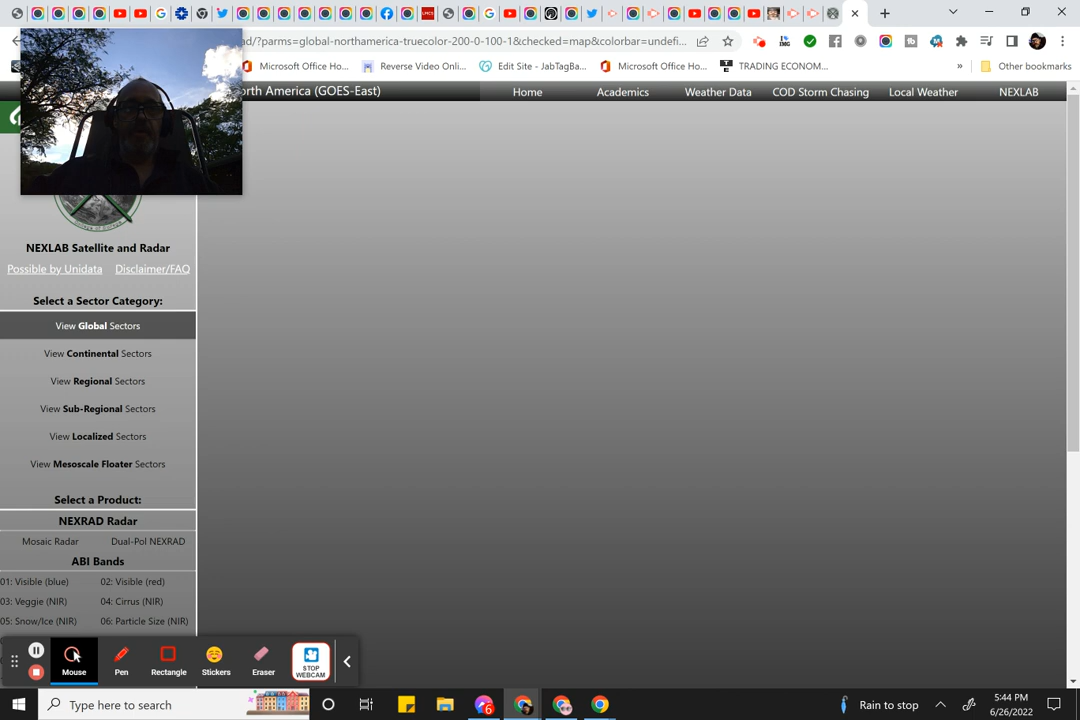 ad/?parms=global-northamerica-truecolor-200-0-100-1&checked=map&colorbar=undefi...
Microsoft Office Ho...
Reverse Video Onli...
Edit Site - JabTagBa...
Microsoft Office Ho...
TRADING ECONOM...
»
Other bookmarks
orth America (GOES-East)
Home
Academics
Weather Data
COD Storm Chasing
Local Weather
NEXLAB
NEXLAB Satellite and Radar
Possible by Unidata
Disclaimer/FAQ
Select a Sector Category:
View Global Sectors
View Continental Sectors
View Regional Sectors
View Sub-Regional Sectors
View Localized Sectors
View Mesoscale Floater Sectors
Select a Product:
NEXRAD Radar
Mosaic Radar
Dual-Pol NEXRAD
ABI Bands
01: Visible (blue)
02: Visible (red)
03: Veggie (NIR)
04: Cirrus (NIR)
05: Snow/Ice (NIR)
06: Particle Size (NIR)
Mouse
Pen
Rectangle
Stickers
Eraser
STOP
WEBCAM
Type here to search
6
Rain to stop
5:44 PM
6/26/2022